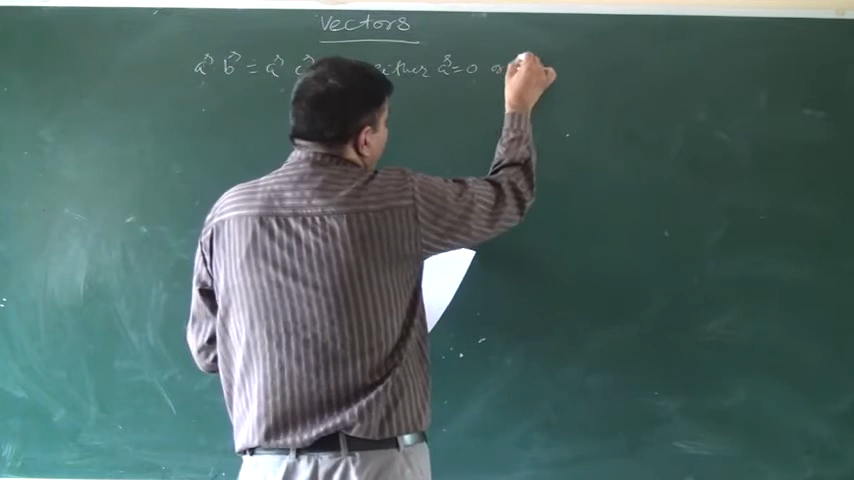 Vectors
a⃗ · b⃗ = a⃗ c⃗ either a⃗ = 0 or